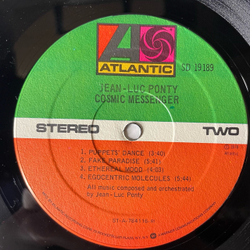 ATLANTIC
SD 19189
JEAN-LUC PONTY
COSMIC MESSENGER
STEREO
TWO
1. PUPPETS' DANCE (3:40)
2. FAKE PARADISE (5:41)
3. ETHEREAL MOOD (4:03)
4. EGOCENTRIC MOLECULES (5:44)
All music composed and orchestrated
by Jean-Luc Ponty